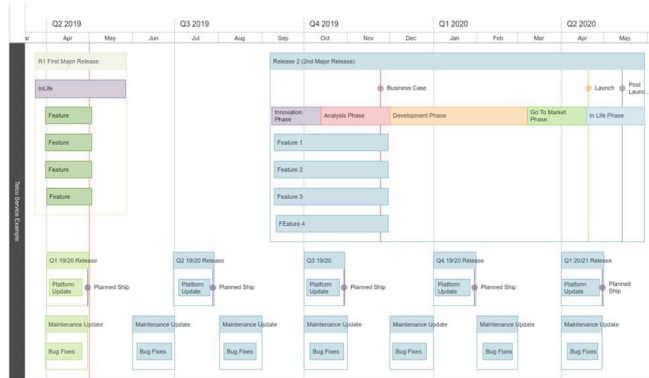 Q2 2019 Q3 2019 Q4 2019 Q1 2020 Q2 2020
ar Apr May Jun Jul Aug Sep Oct Nov Dec Jan Feb Mar Apr May
R1 First Major Release Release 2 (2nd Major Release)
InLife Business Case Launch Post
Launc..
Feature Innovation
Phase Analysis Phase Development Phase Go To Market
Phase In Life Phase
Feature Feature 1
Feature Feature 2
Feature Feature 3
FEature 4
Telco Service Example
Q1 19/20 Release Q2 19/20 Release Q3 19/20 Q4 19/20 Release Q1 20/21 Release
Platform
Update Planned Ship Platform
Update Planned Ship Platform
Update Planned Ship Platform
Update Planned Ship Platform
Update Planned
Ship
Maintenance Update Maintenance Update Maintenance Update Maintenance Update Maintenance Update Maintenance Update Maintenance Update
Bug Fixes Bug Fixes Bug Fixes Bug Fixes Bug Fixes Bug Fixes Bug Fixes